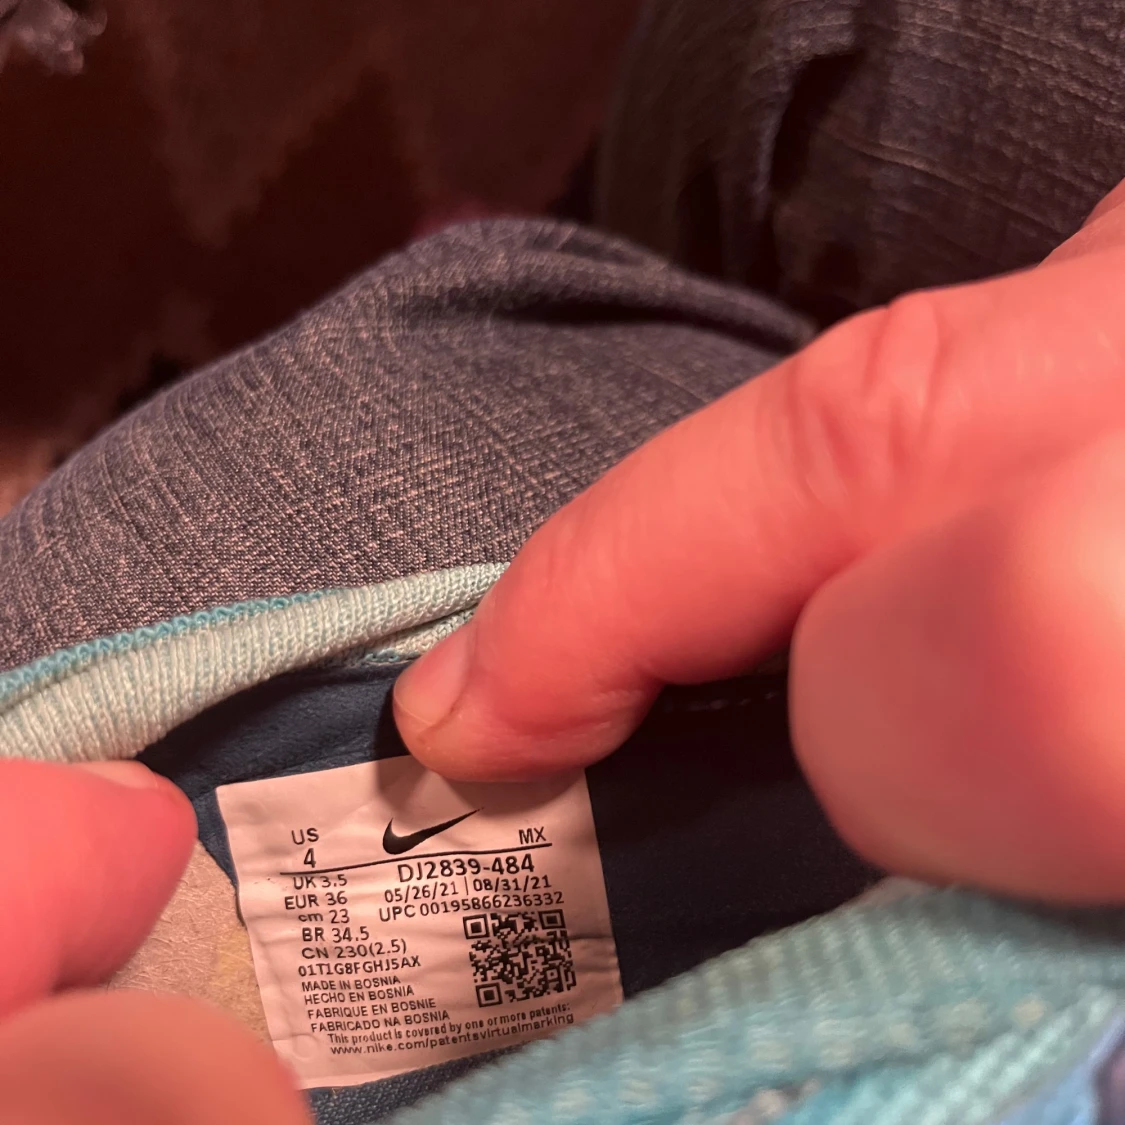 US MX
4
DJ2839-484
UK 3.5 05/26/21 | 08/31/21
EUR 36 UPC 00195866236332
cm 23
BR 34.5
CN 230(2.5)
01T1G8FGHJ5AX
MADE IN BOSNIA
HECHO EN BOSNIA
FABRIQUE EN BOSNIE
FABRICADO NA BOSNIA
This product is covered by one or more patents:
www.nike.com/patentsvirtualmarking